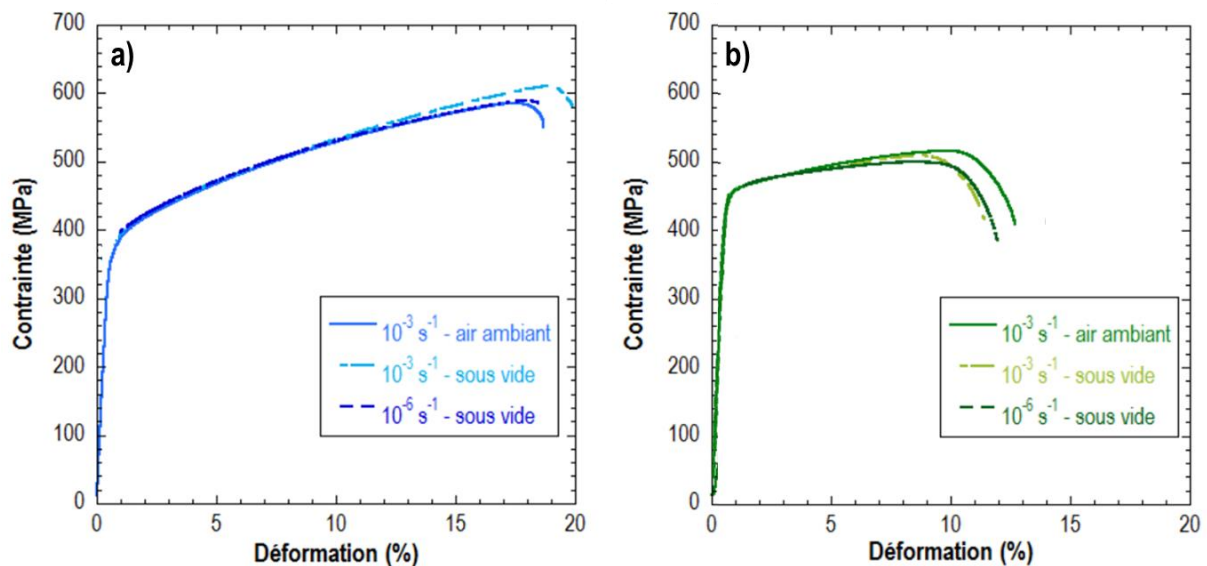 a)
Contrainte (MPa)
700
600
500
400
300
200
100
0
10⁻³ s⁻¹ - air ambiant
10⁻³ s⁻¹ - sous vide
10⁻⁶ s⁻¹ - sous vide
0 5 10 15 20
Déformation (%)
b)
Contrainte (MPa)
700
600
500
400
300
200
100
0
10⁻³ s⁻¹ - air ambiant
10⁻³ s⁻¹ - sous vide
10⁻⁶ s⁻¹ - sous vide
0 5 10 15 20
Déformation (%)